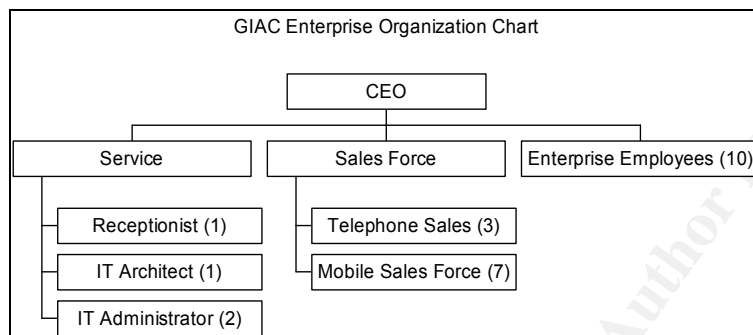 GIAC Enterprise Organization Chart
CEO
Service
Sales Force
Enterprise Employees (10)
Receptionist (1)
Telephone Sales (3)
IT Architect (1)
Mobile Sales Force (7)
IT Administrator (2)
Author